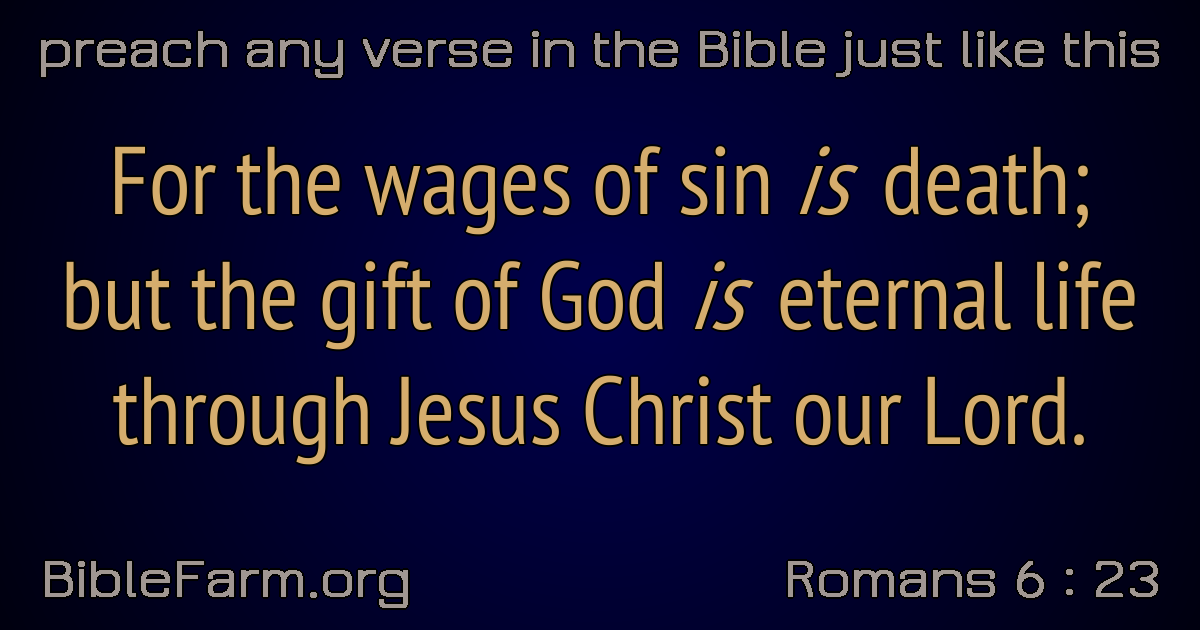 preach any verse in the Bible just like this
For the wages of sin is death;
but the gift of God is eternal life
through Jesus Christ our Lord.
BibleFarm.org
Romans 6 : 23